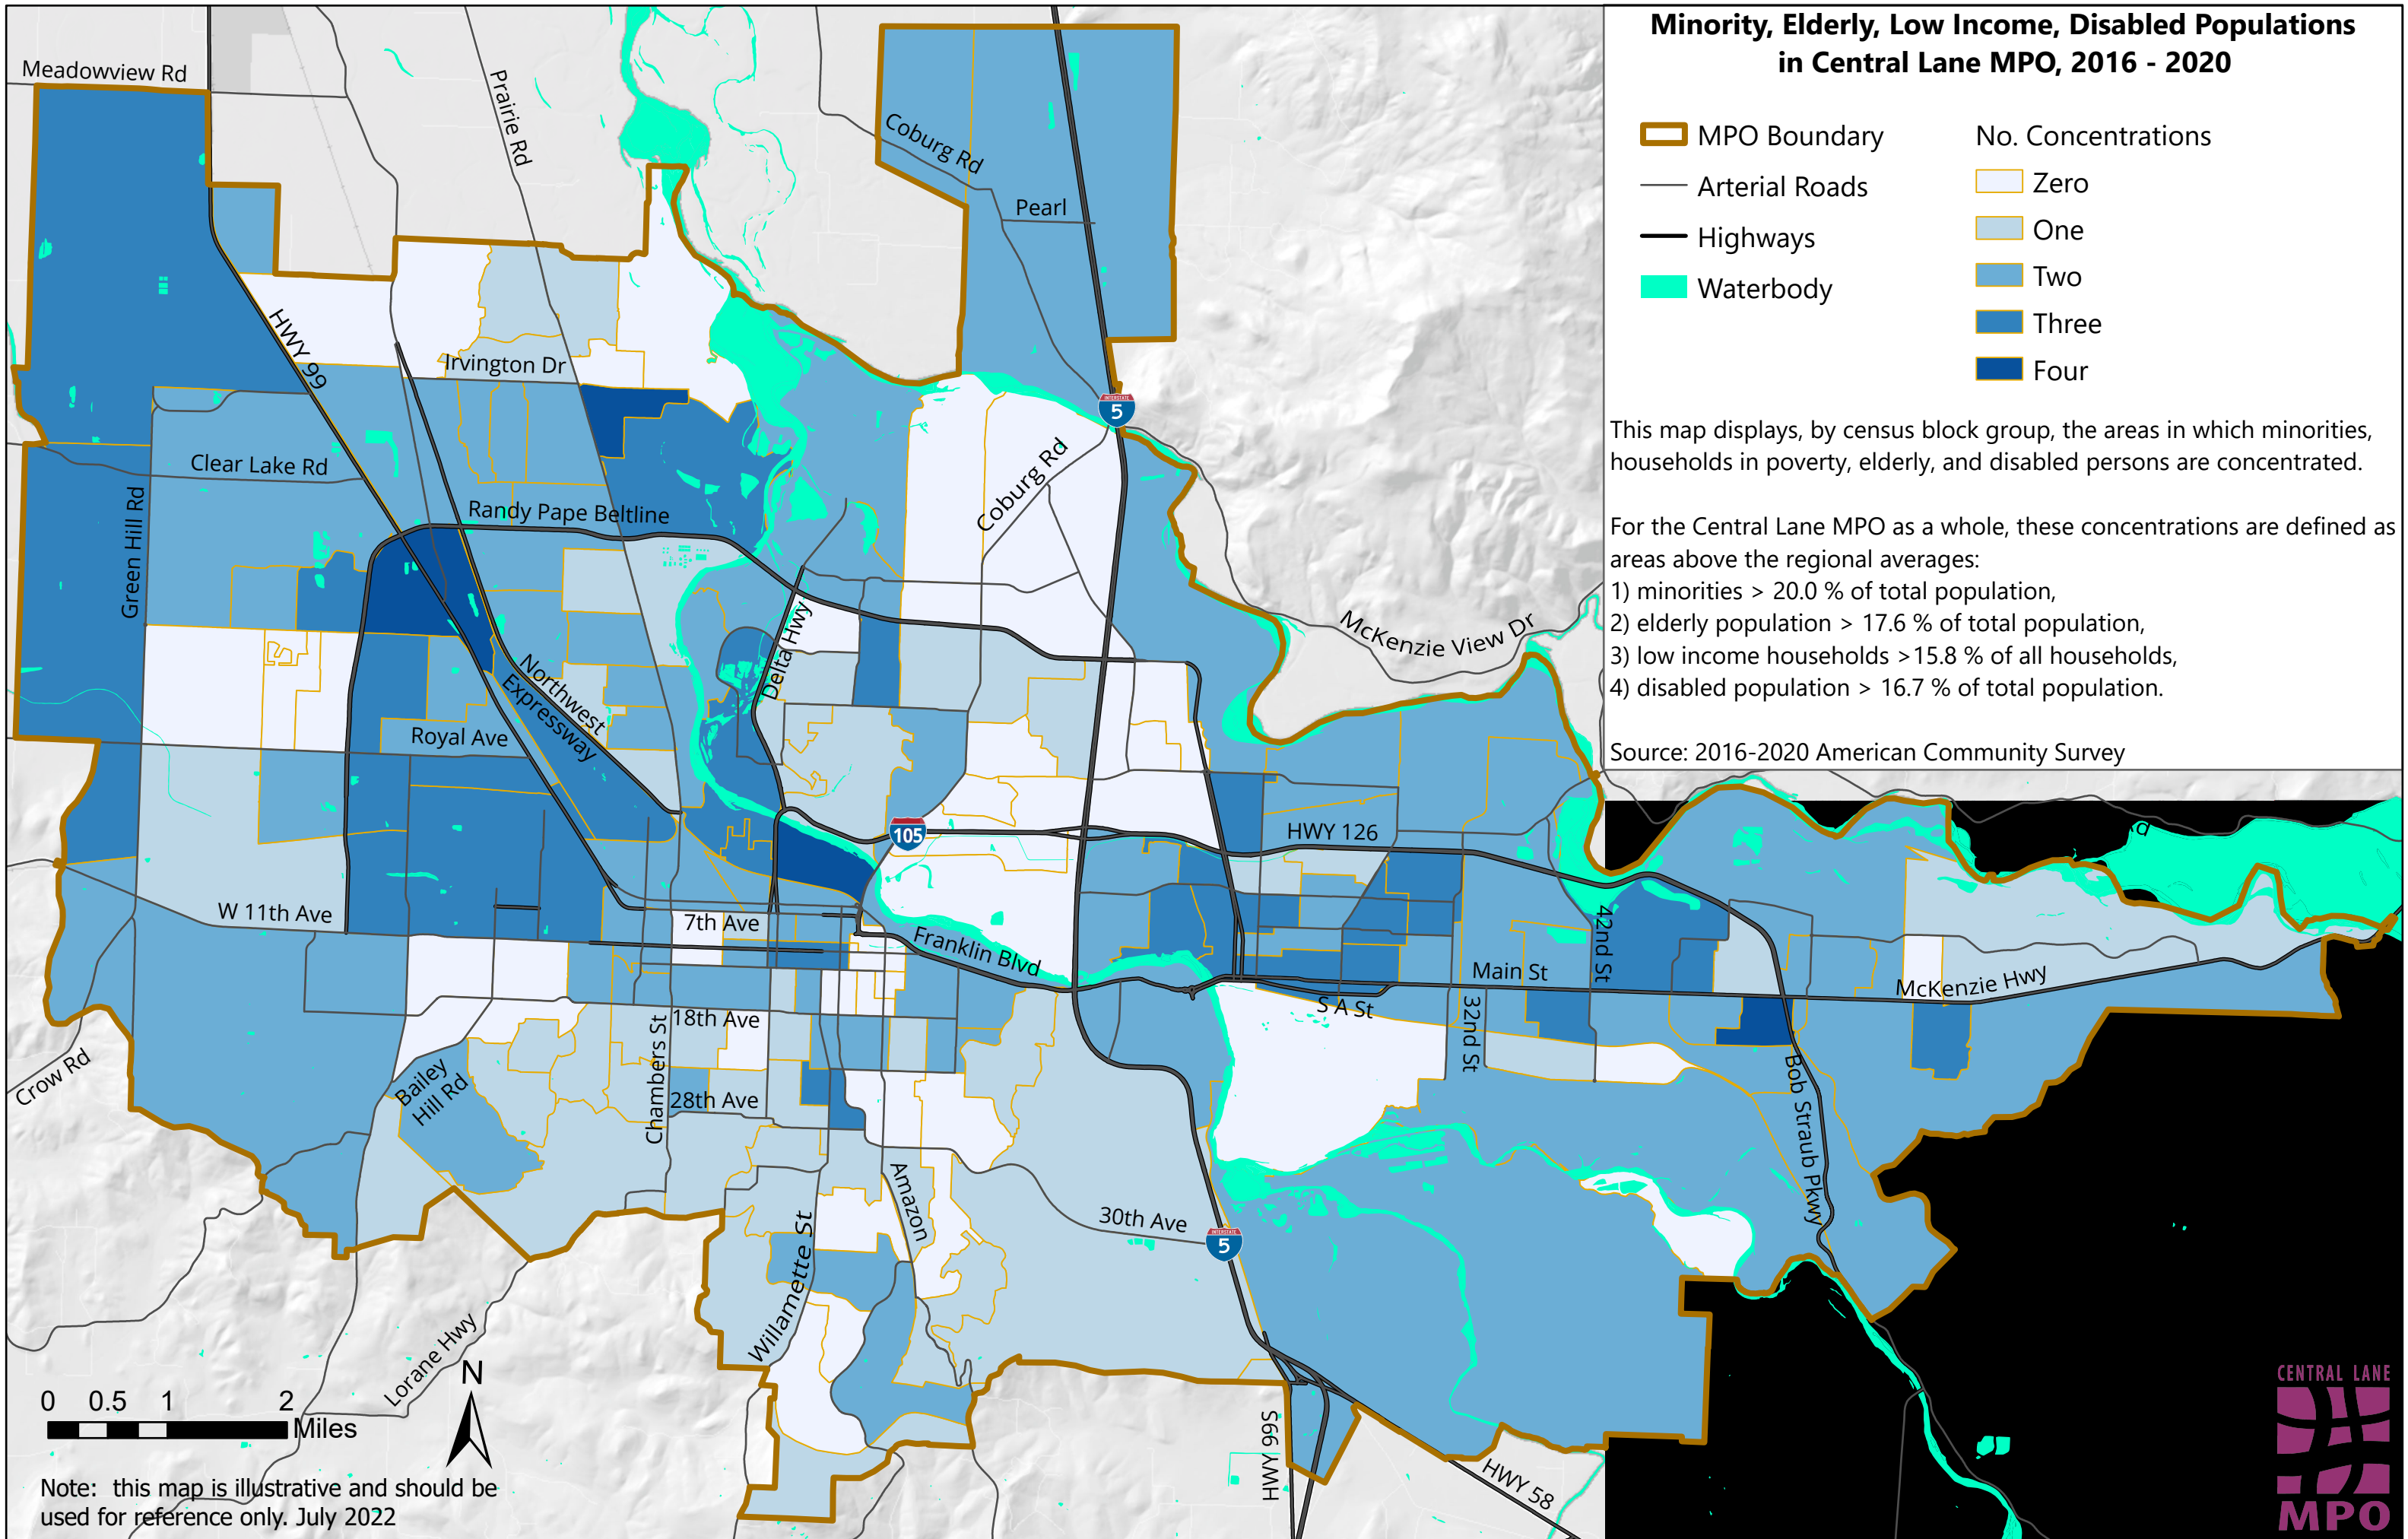 Minority, Elderly, Low Income, Disabled Populations
in Central Lane MPO, 2016 - 2020
MPO Boundary
Arterial Roads
Highways
Waterbody
No. Concentrations
Zero
One
Two
Three
Four
This map displays, by census block group, the areas in which minorities,
households in poverty, elderly, and disabled persons are concentrated.
For the Central Lane MPO as a whole, these concentrations are defined as
areas above the regional averages:
1) minorities > 20.0 % of total population,
2) elderly population > 17.6 % of total population,
3) low income households >15.8 % of all households,
4) disabled population > 16.7 % of total population.
Source: 2016-2020 American Community Survey
Meadowview Rd
Prairie Rd
Coburg Rd
Pearl
HWY 99
Irvington Dr
INTERSTATE
5
Clear Lake Rd
Coburg Rd
Green Hill Rd
Randy Pape Beltline
McKenzie View Dr
Delta Hwy
Northwest
Expressway
Royal Ave
105
HWY 126
Rd
W 11th Ave
7th Ave
Franklin Blvd
42nd St
Main St
McKenzie Hwy
S A St
32nd St
18th Ave
Chambers St
Crow Rd
Bailey
Hill Rd
28th Ave
Bob Straub Pkwy
Amazon
30th Ave
INTERSTATE
5
Willamette St
Lorane Hwy
HWY 99S
HWY 58
N
0 0.5 1 2
Miles
Note: this map is illustrative and should be
used for reference only. July 2022
CENTRAL LANE
MPO